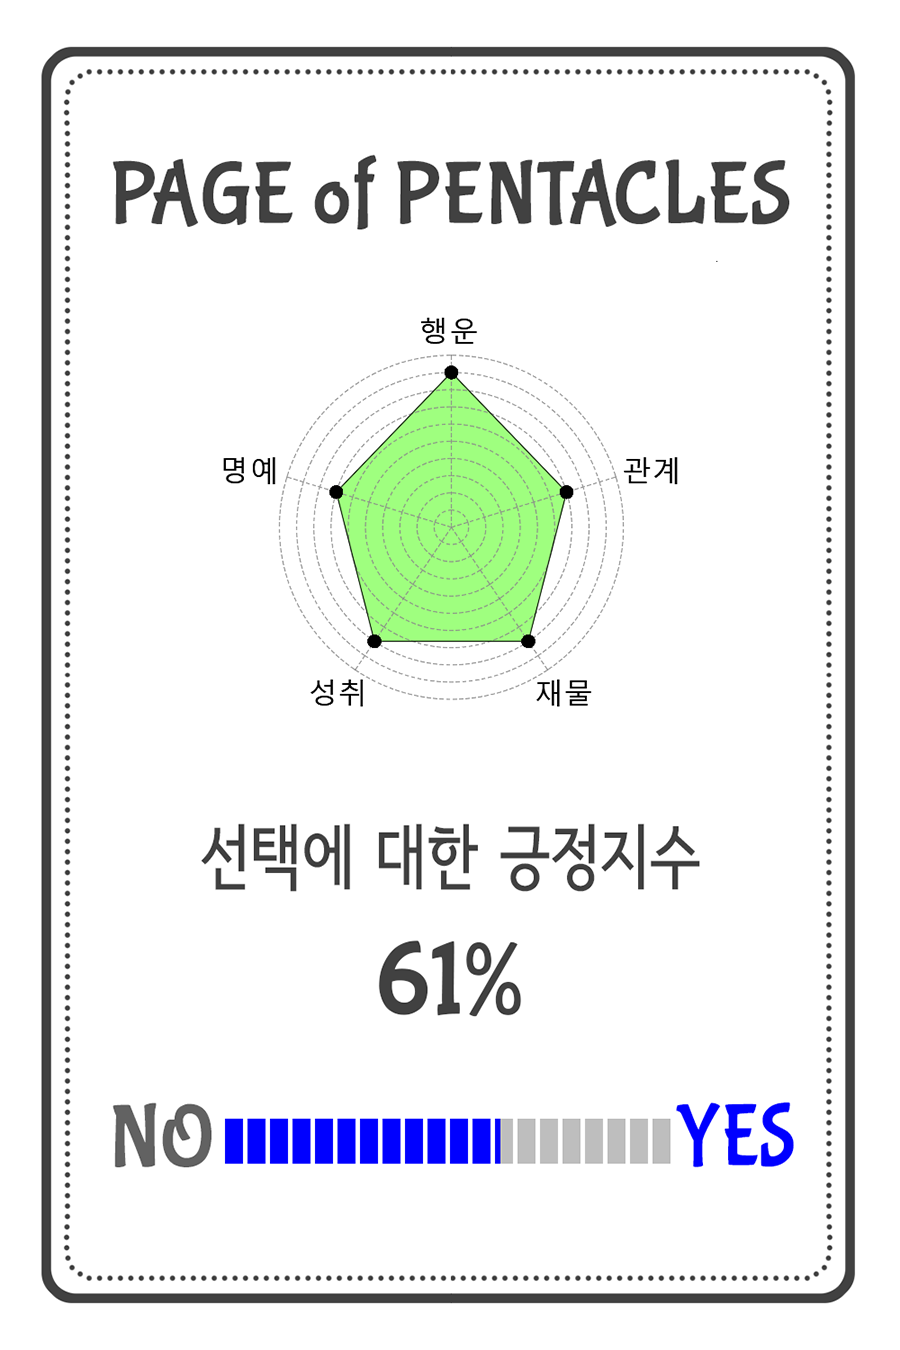 PAGE of PENTACLES
행운
명예 관계
성취 재물
선택에 대한 긍정지수
61%
NO YES